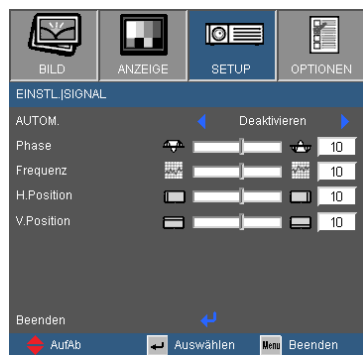 BILD ANZEIGE SETUP OPTIONEN
EINSTL.|SIGNAL
AUTOM. Deaktivieren
Phase 10
Frequenz 10
H.Position 10
V.Position 10
Beenden
AufAb Auswählen Menu Beenden